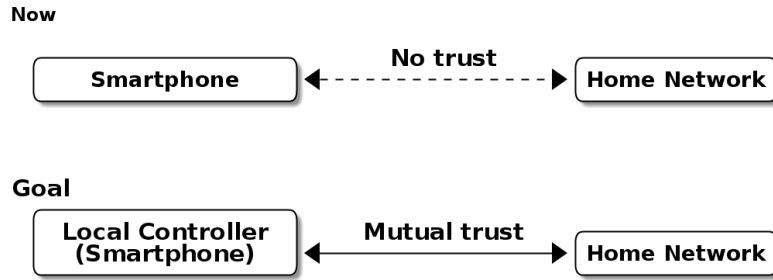 Now
No trust
Smartphone
Home Network
Goal
Local Controller
(Smartphone)
Mutual trust
Home Network